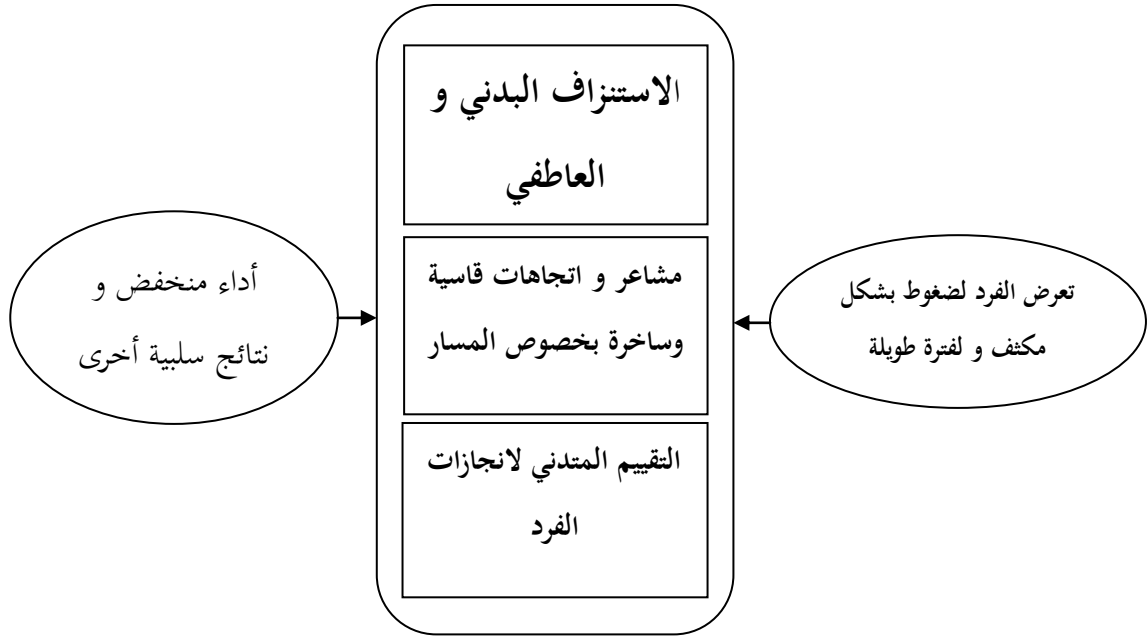 الاستنزاف البدني و
العاطفي
مشاعر و اتجاهات قاسية
وساخرة بخصوص المسار
التقييم المتدني لانجازات
الفرد
تعرض الفرد لضغوط بشكل
مكثف و لفترة طويلة
أداء منخفض و
نتائج سلبية أخرى